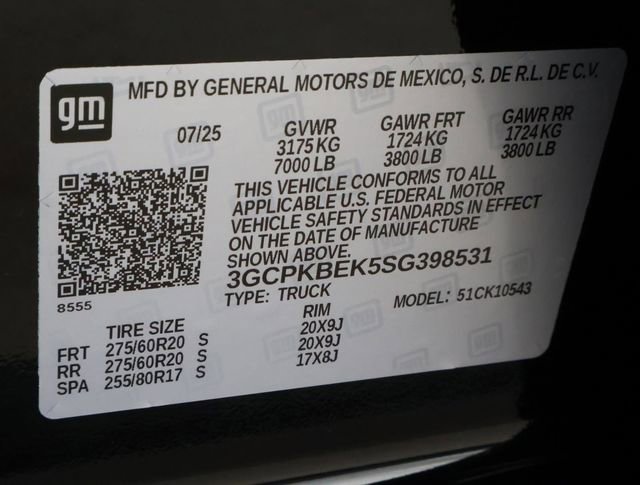 gm
MFD BY GENERAL MOTORS DE MEXICO, S. DE R.L. DE C.V.
07/25 GVWR GAWR FRT GAWR RR
3175 KG 1724 KG 1724 KG
7000 LB 3800 LB 3800 LB
THIS VEHICLE CONFORMS TO ALL
APPLICABLE U.S. FEDERAL MOTOR
VEHICLE SAFETY STANDARDS IN EFFECT
ON THE DATE OF MANUFACTURE
SHOWN ABOVE.
3GCPKBEK5SG398531
8555
TYPE: TRUCK MODEL: 51CK10543
TIRE SIZE RIM
FRT 275/60R20 S 20X9J
RR 275/60R20 S 20X9J
SPA 255/80R17 S 17X8J